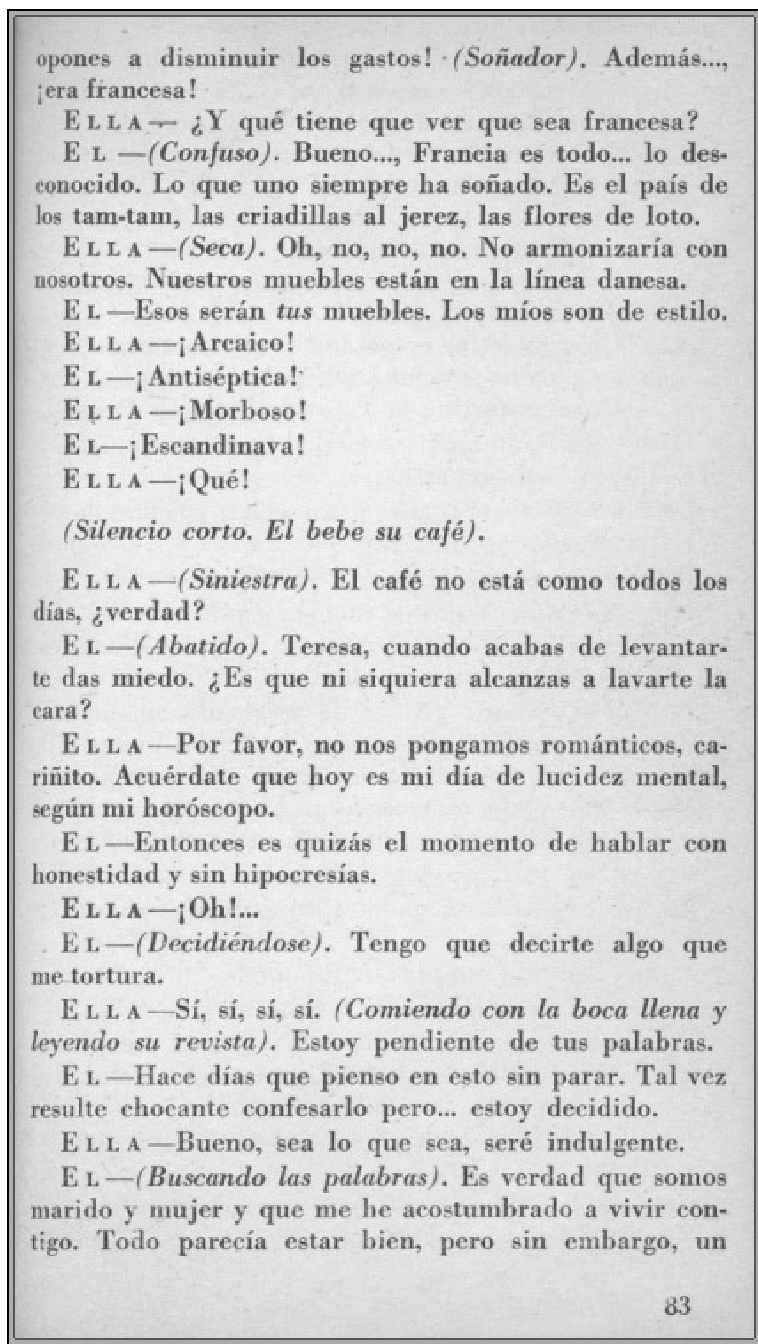 opones a disminuir los gastos! (Soñador). Además...,
¡era francesa!
ELLA— ¿Y qué tiene que ver que sea francesa?
EL —(Confuso). Bueno..., Francia es todo... lo des-
conocido. Lo que uno siempre ha soñado. Es el país de
los tam-tam, las criadillas al jerez, las flores de loto.
ELLA —(Seca). Oh, no, no, no. No armonizaría con
nosotros. Nuestros muebles están en la línea danesa.
EL —Esos serán tus muebles. Los míos son de estilo.
ELLA —¡Arcaico!
EL —¡Antiséptica!
ELLA —¡Morboso!
EL—¡Escandinava!
ELLA —¡Qué!
(Silencio corto. El bebe su café).
ELLA —(Siniestra). El café no está como todos los
días, ¿verdad?
EL —(Abatido). Teresa, cuando acabas de levantar-
te das miedo. ¿Es que ni siquiera alcanzas a lavarte la
cara?
ELLA —Por favor, no nos pongamos románticos, ca-
riñito. Acuérdate que hoy es mi día de lucidez mental,
según mi horóscopo.
EL —Entonces es quizás el momento de hablar con
honestidad y sin hipocresías.
ELLA —¡Oh!...
EL —(Decidiéndose). Tengo que decirte algo que
me tortura.
ELLA —Sí, sí, sí, sí. (Comiendo con la boca llena y
leyendo su revista). Estoy pendiente de tus palabras.
EL —Hace días que pienso en esto sin parar. Tal vez
resulte chocante confesarlo pero... estoy decidido.
ELLA —Bueno, sea lo que sea, seré indulgente.
EL —(Buscando las palabras). Es verdad que somos
marido y mujer y que me he acostumbrado a vivir con-
tigo. Todo parecía estar bien, pero sin embargo, un
83